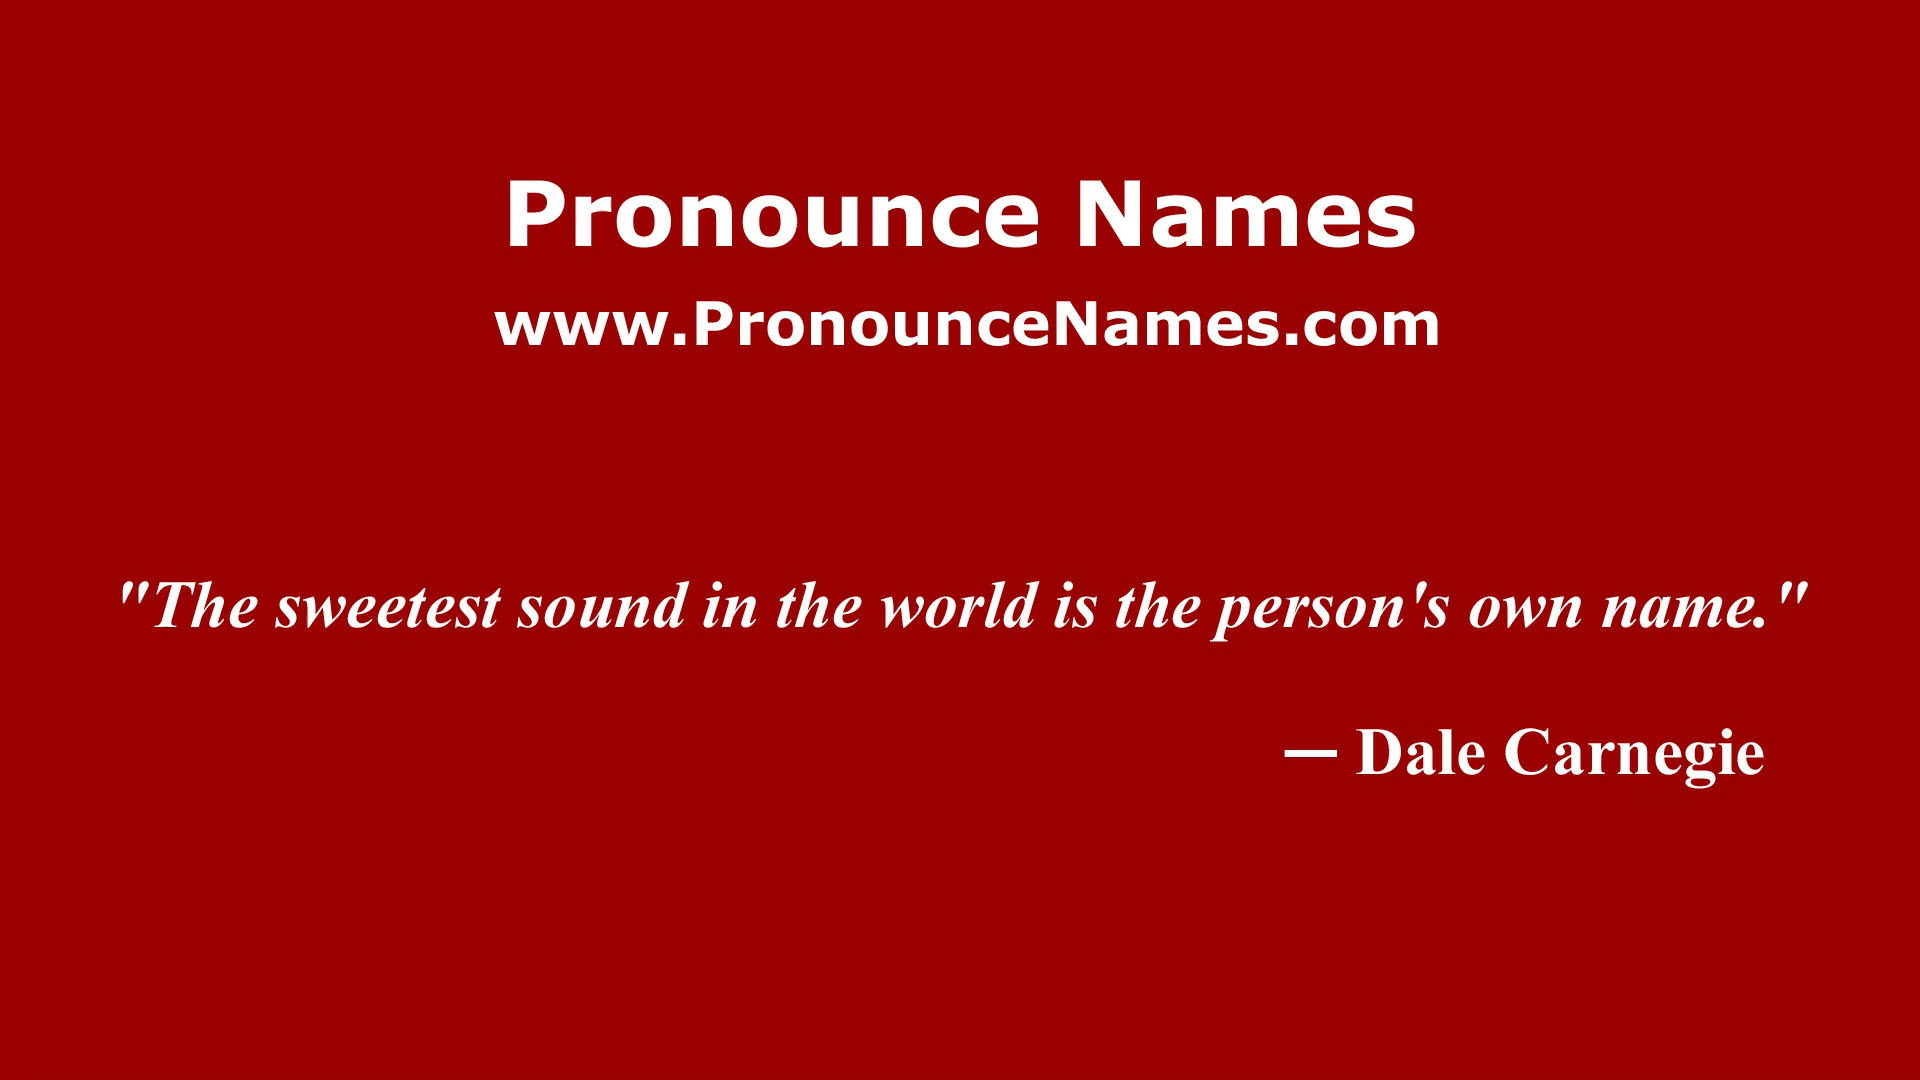 Pronounce Names
www.PronounceNames.com
"The sweetest sound in the world is the person's own name."
— Dale Carnegie